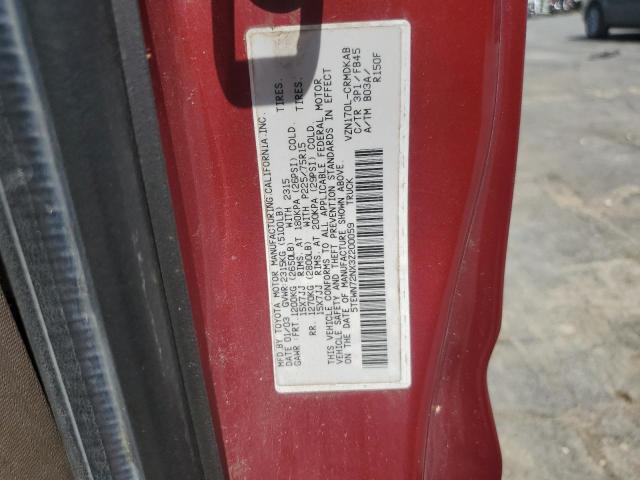 MFD BY TOYOTA MOTOR MANUFACTURING CALIFORNIA.INC.
DATE 01/03 GVWR 2315KG (5100LB)
GAWR :FRT 1200KG (2650LB) WITH 2315 TIRES.
15X7JJ RIMS. AT 180KPA (26PSI) COLD.
RR. 1270KG (2800LB) WITH P225/75R15 TIRES.
15X7JJ RIMS. AT 200KPA (29PSI) COLD.
THIS VEHICLE CONFORMS TO ALL APPLICABLE FEDERAL MOTOR
VEHICLE SAFETY AND THEFT PREVENTION STANDARDS IN EFFECT
ON THE DATE OF MANUFACTURE SHOWN ABOVE.
5TEWN72NX3Z200059 TRUCK
VZN170L-CRMDKAB
C/TR 3P1/FB45
A/TM B03A/
R150F